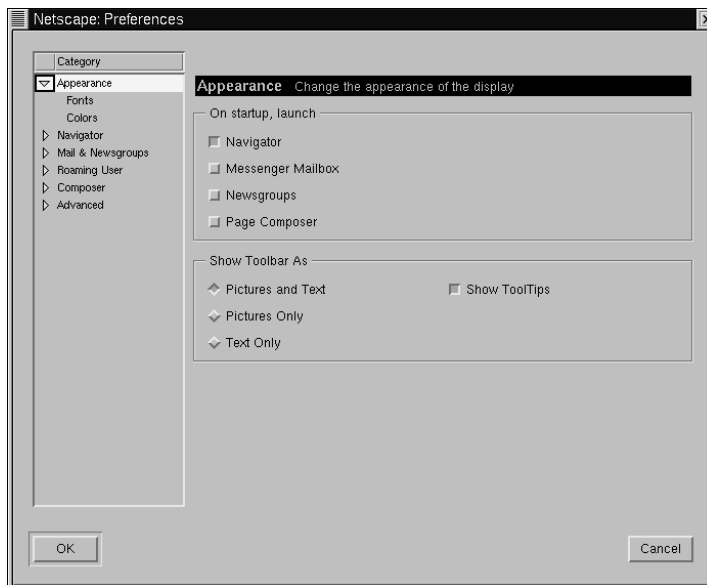 Netscape: Preferences
Category
Appearance
Fonts
Colors
Navigator
Mail & Newsgroups
Roaming User
Composer
Advanced
Appearance Change the appearance of the display
On startup, launch
Navigator
Messenger Mailbox
Newsgroups
Page Composer
Show Toolbar As
Pictures and Text Show ToolTips
Pictures Only
Text Only
OK Cancel